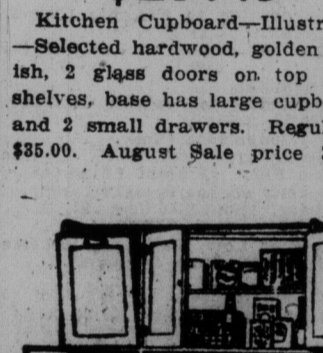 Kitchen Cupboard—Illustr
—Selected hardwood, golden
ish, 2 glass doors on top
shelves, base has large cupb
and 2 small drawers. Regu
$35.00. August Sale price